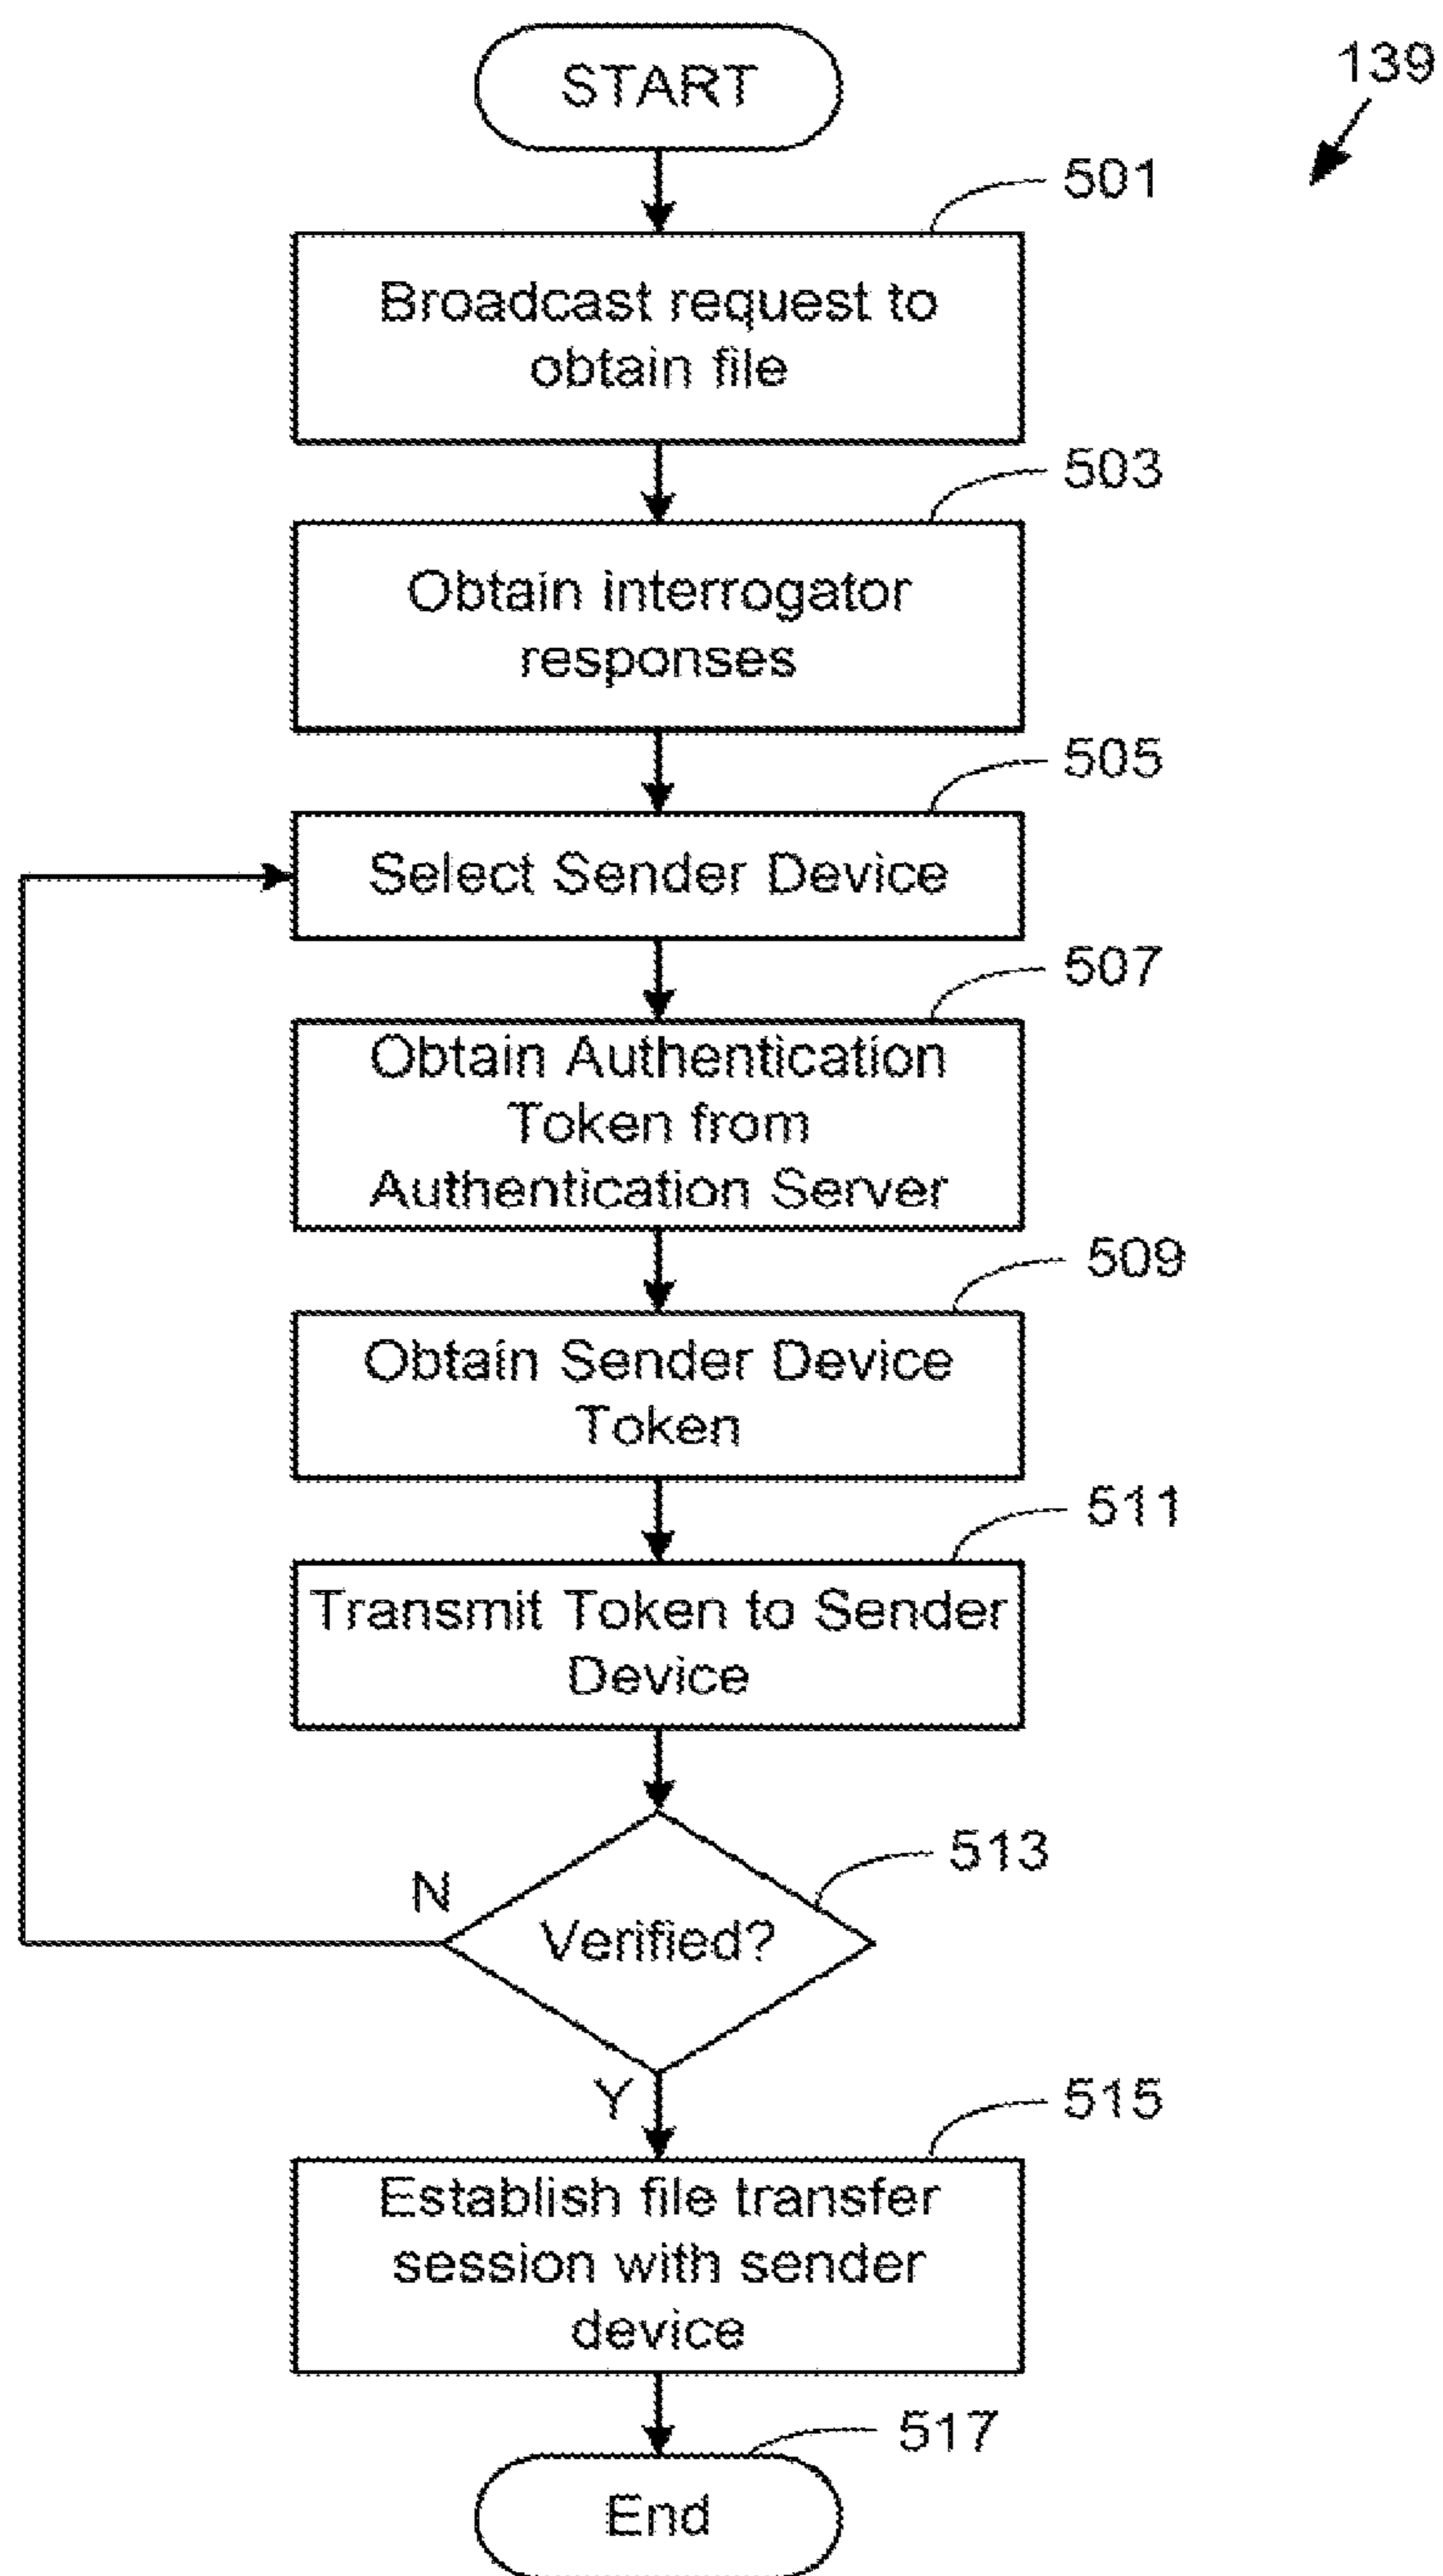 START
139
501
Broadcast request to
obtain file
503
Obtain interrogator
responses
505
Select Sender Device
507
Obtain Authentication
Token from
Authentication Server
509
Obtain Sender Device
Token
511
Transmit Token to Sender
Device
513
N
Verified?
Y
515
Establish file transfer
session with sender
device
517
End